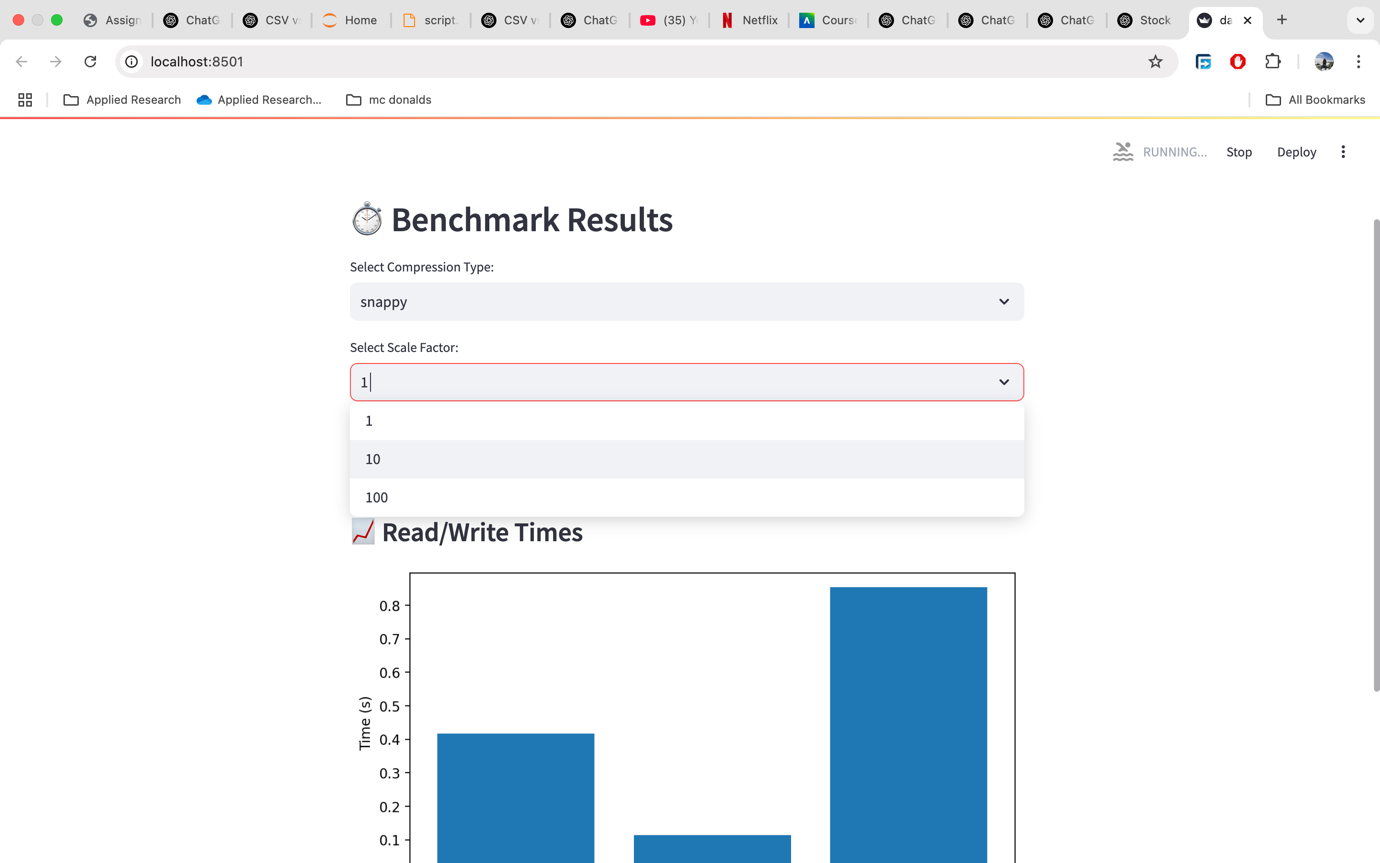 Assign
ChatG
CSV v
Home
script.
CSV v
ChatG
(35) Y
Netflix
Course
ChatG
ChatG
ChatG
Stock
da
localhost:8501
Applied Research
Applied Research...
mc donalds
All Bookmarks
RUNNING...
Stop
Deploy
Benchmark Results
Select Compression Type:
snappy
Select Scale Factor:
1
1
10
100
Read/Write Times
0.8
0.7
0.6
0.5
0.4
0.3
0.2
0.1
Time (s)